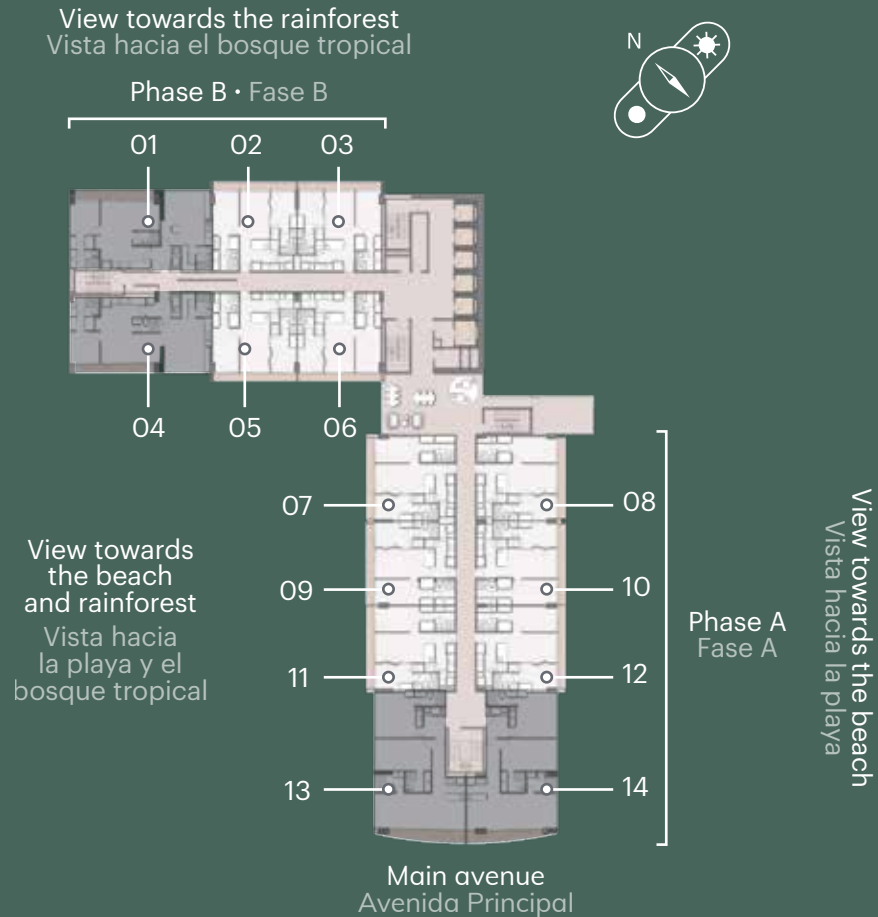 View towards the rainforest
Vista hacia el bosque tropical
N
Phase B · Fase B
01
02
03
04
05
06
07
08
09
10
11
12
13
14
View towards
the beach
and rainforest
Vista hacia
la playa y el
bosque tropical
Phase A
Fase A
View towards the beach
Vista hacia la playa
Main avenue
Avenida Principal